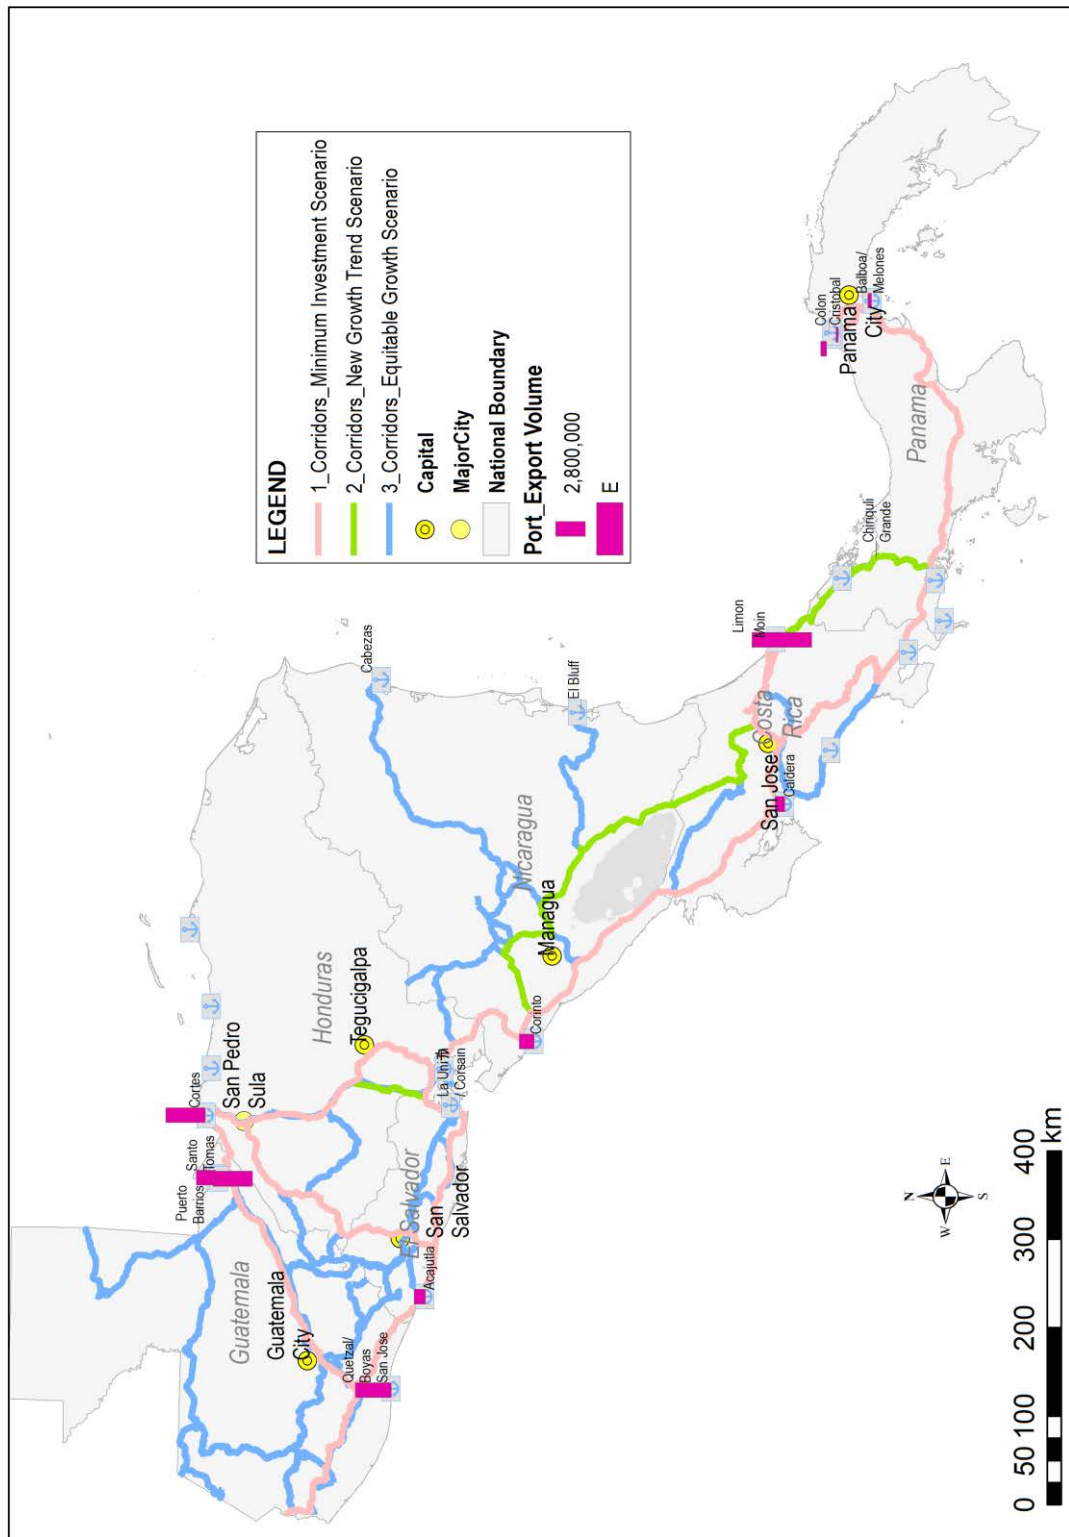 LEGEND
1_Corridors_Minimum Investment Scenario
2_Corridors_New Growth Trend Scenario
3_Corridors_Equitable Growth Scenario
Capital
MajorCity
National Boundary
Port_Export Volume
2,800,000
E
Puerto
Barrios
Santo
Tomas
Cortes
San Pedro
Sula
Guatemala
Guatemala
City
Quetzal/
Boyas
San Jose
Acajutla
El Salvador
San
Salvador
Honduras
Tegucigalpa
/ Corsain
Corinto
Nicaragua
Managua
Cabezas
El Bluff
Costa
Rica
San Jose
Caldera
Limon
Moin
Chiriquli
Grande
Panama
Colon
Cristobal
Panama
City
Balboa/
Melones
N
W
E
S
0 50 100 200 300 400
km